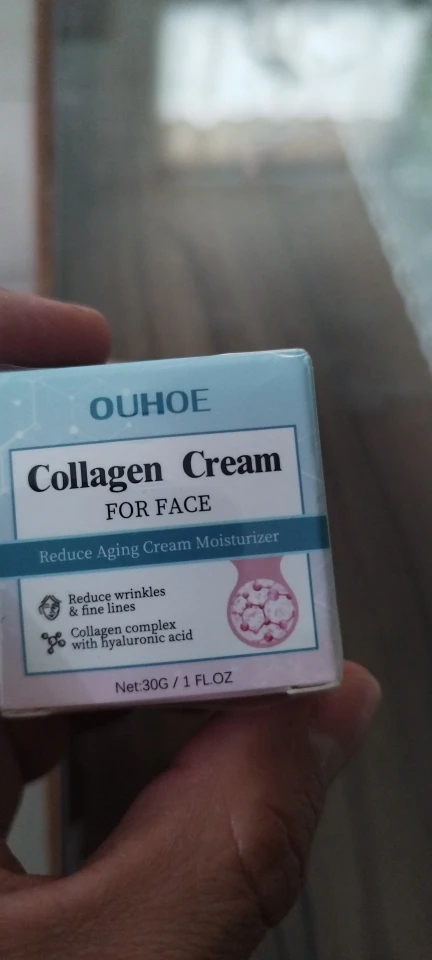 OUHOE
Collagen Cream
FOR FACE
Reduce Aging Cream Moisturizer
Reduce wrinkles
& fine lines
Collagen complex
with hyaluronic acid
Net:30G / 1 FL.OZ